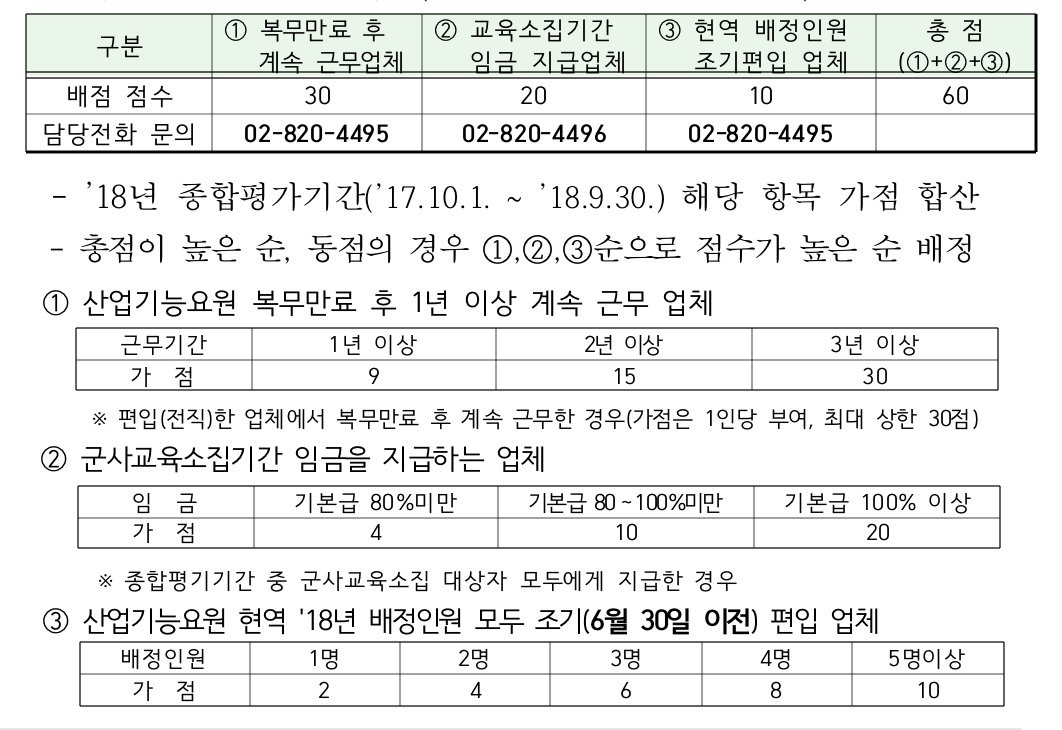 구분 ① 복무만료 후 계속 근무업체 ② 교육소집기간 임금 지급업체 ③ 현역 배정인원 조기편입 업체 총 점 (①+②+③)
배점 점수 30 20 10 60
담당전화 문의 02-820-4495 02-820-4496 02-820-4495
- ’18년 종합평가기간(’17.10.1. ~ ’18.9.30.) 해당 항목 가점 합산
- 총점이 높은 순, 동점의 경우 ①,②,③순으로 점수가 높은 순 배정
① 산업기능요원 복무만료 후 1년 이상 계속 근무 업체
근무기간 1년 이상 2년 이상 3년 이상
가 점 9 15 30
※ 편입(전직)한 업체에서 복무만료 후 계속 근무한 경우(가점은 1인당 부여, 최대 상한 30점)
② 군사교육소집기간 임금을 지급하는 업체
임 금 기본급 80%미만 기본급 80 ~100%미만 기본급 100% 이상
가 점 4 10 20
※ 종합평기기간 중 군사교육소집 대상자 모두에게 지급한 경우
③ 산업기능요원 현역 '18년 배정인원 모두 조기(6월 30일 이전) 편입 업체
배정인원 1명 2명 3명 4명 5명이상
가 점 2 4 6 8 10